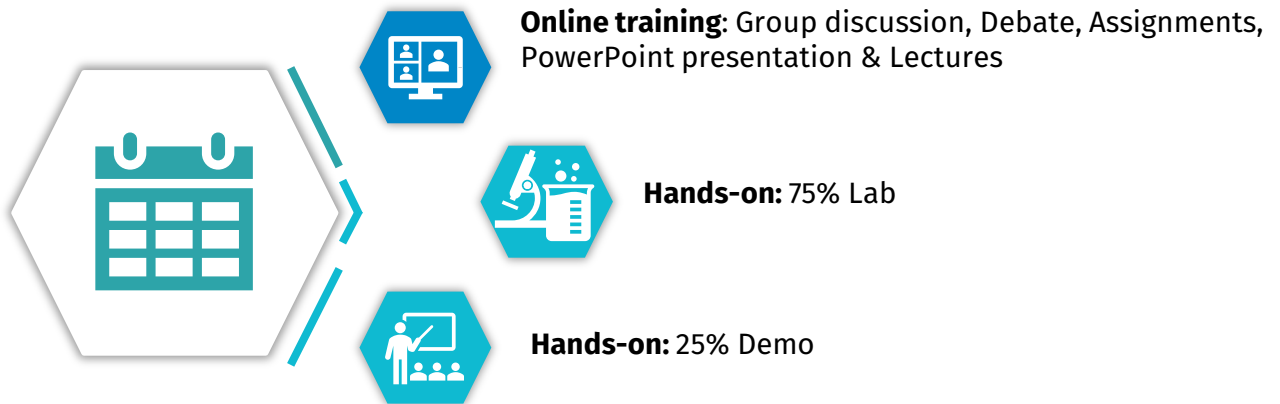 Online training: Group discussion, Debate, Assignments,
PowerPoint presentation & Lectures
Hands-on: 75% Lab
Hands-on: 25% Demo